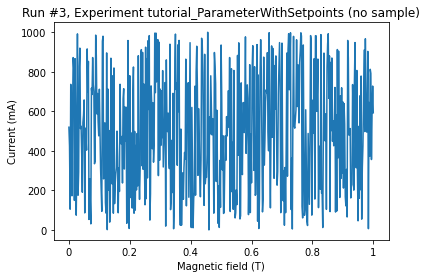 Run #3, Experiment tutorial_ParameterWithSetpoints (no sample)
1000
800
600
400
200
0
Current (mA)
0 0.2 0.4 0.6 0.8 1
Magnetic field (T)